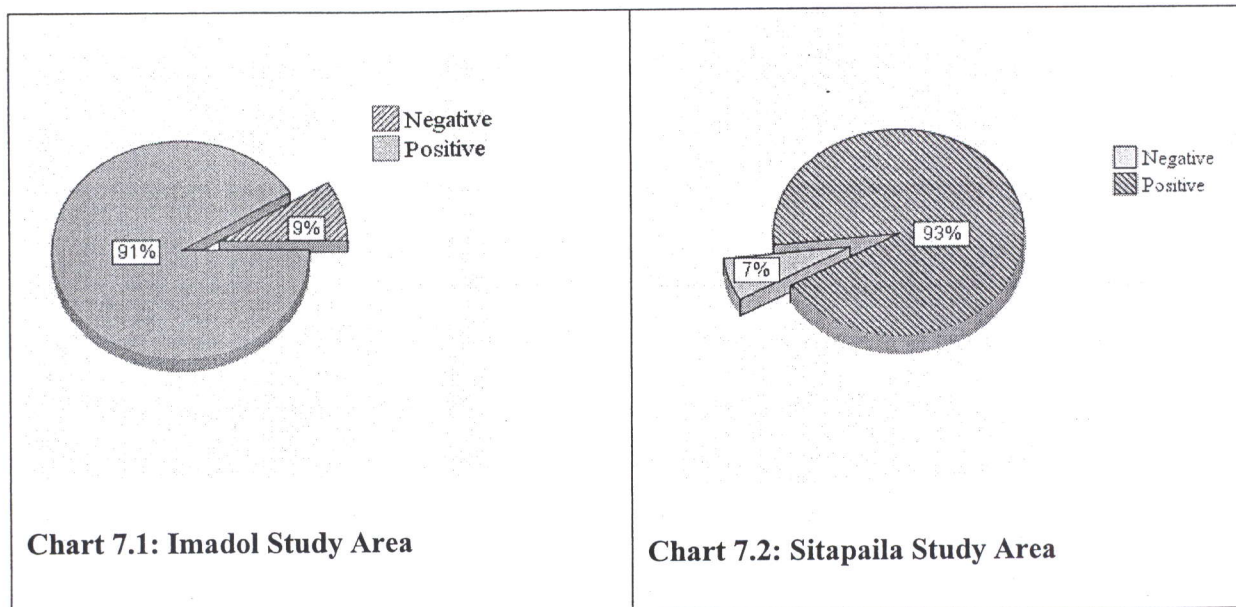 Negative
Positive
91%
9%
Chart 7.1: Imadol Study Area
Negative
Positive
93%
7%
Chart 7.2: Sitapaila Study Area